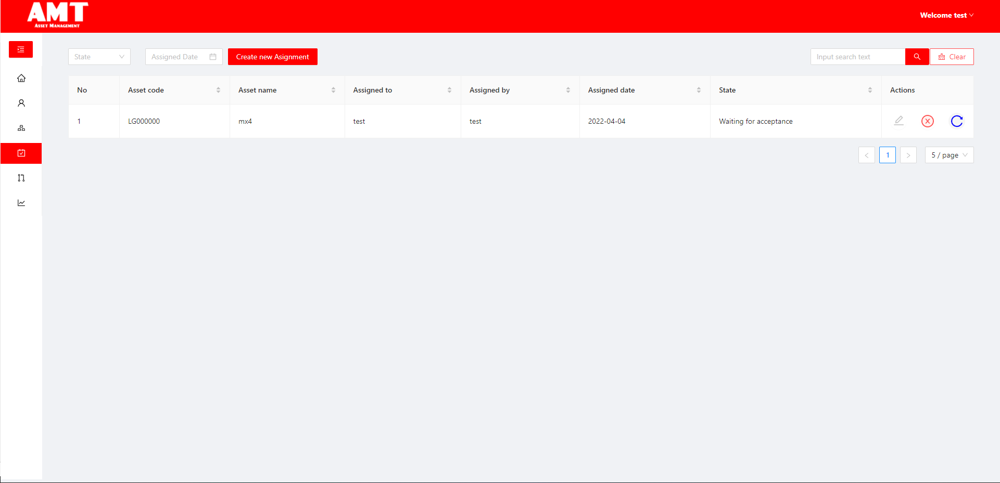 AMT
Asset Management
Welcome test
State
Assigned Date
Create new Asignment
Input search text
Clear
No Asset code Asset name Assigned to Assigned by Assigned date State Actions
1 LG000000 mx4 test test 2022-04-04 Waiting for acceptance
< 1 > 5 / page